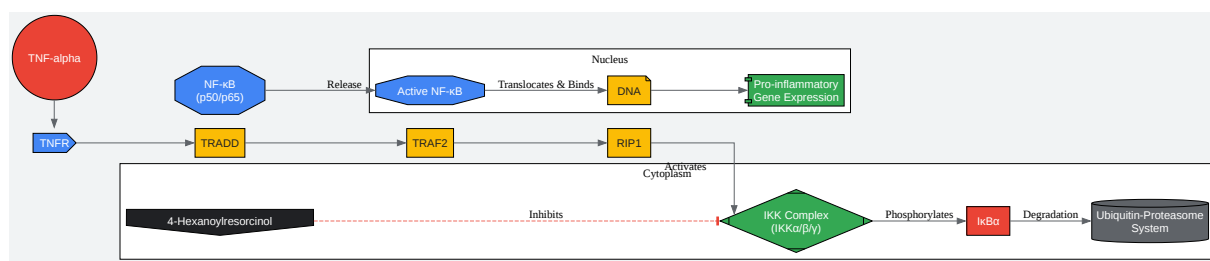 TNF-alpha
Nucleus
NF-κB
(p50/p65)
Release
Active NF-κB
Translocates & Binds
DNA
Pro-inflammatory
Gene Expression
TNFR
TRADD
TRAF2
RIP1
Activates
Cytoplasm
4-Hexanoylresorcinol
Inhibits
IKK Complex
(IKKα/β/γ)
Phosphorylates
IκBα
Degradation
Ubiquitin-Proteasome
System